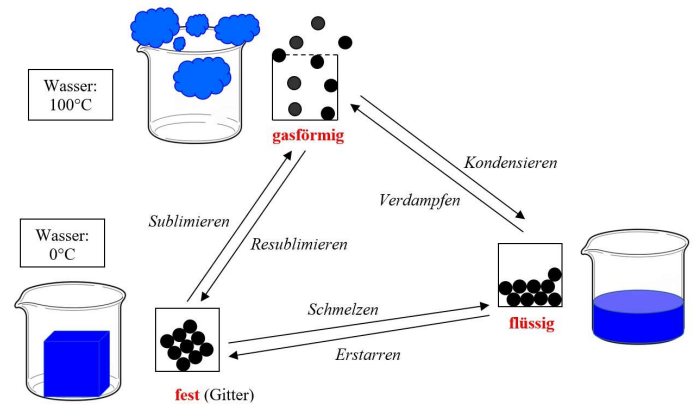 Wasser:
100°C
gasförmig
Kondensieren
Verdampfen
Sublimieren
Resublimieren
Wasser:
0°C
Schmelzen
flüssig
Erstarren
fest (Gitter)